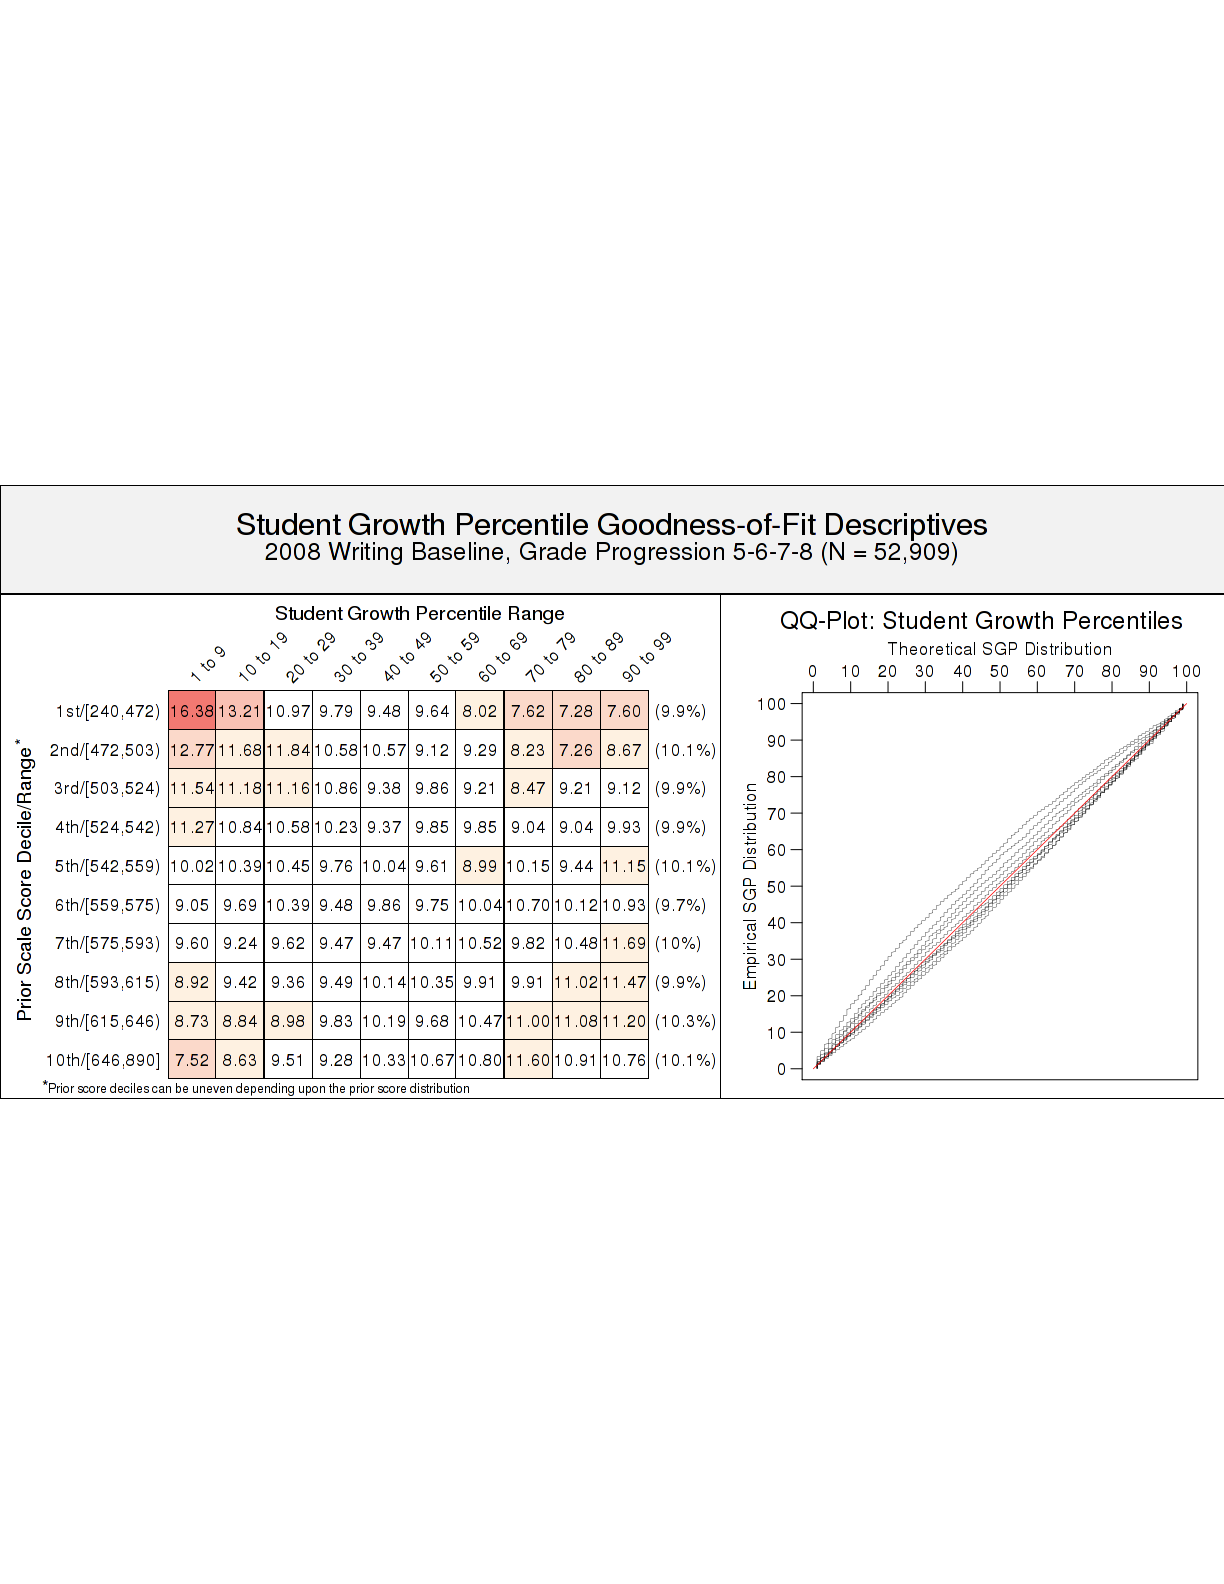 Student Growth Percentile Goodness-of-Fit Descriptives
2008 Writing Baseline, Grade Progression 5-6-7-8 (N = 52,909)
Student Growth Percentile Range
1 to 9 10 to 19 20 to 29 30 to 39 40 to 49 50 to 59 60 to 69 70 to 79 80 to 89 90 to 99
Prior Scale Score Decile/Range*
1st/[240,472) 16.38 13.21 10.97 9.79 9.48 9.64 8.02 7.62 7.28 7.60 (9.9%)
2nd/[472,503) 12.77 11.68 11.84 10.58 10.57 9.12 9.29 8.23 7.26 8.67 (10.1%)
3rd/[503,524) 11.54 11.18 11.16 10.86 9.38 9.86 9.21 8.47 9.21 9.12 (9.9%)
4th/[524,542) 11.27 10.84 10.58 10.23 9.37 9.85 9.85 9.04 9.04 9.93 (9.9%)
5th/[542,559) 10.02 10.39 10.45 9.76 10.04 9.61 8.99 10.15 9.44 11.15 (10.1%)
6th/[559,575) 9.05 9.69 10.39 9.48 9.86 9.75 10.04 10.70 10.12 10.93 (9.7%)
7th/[575,593) 9.60 9.24 9.62 9.47 9.47 10.11 10.52 9.82 10.48 11.69 (10%)
8th/[593,615) 8.92 9.42 9.36 9.49 10.14 10.35 9.91 9.91 11.02 11.47 (9.9%)
9th/[615,646) 8.73 8.84 8.98 9.83 10.19 9.68 10.47 11.00 11.08 11.20 (10.3%)
10th/[646,890] 7.52 8.63 9.51 9.28 10.33 10.67 10.80 11.60 10.91 10.76 (10.1%)
*Prior score deciles can be uneven depending upon the prior score distribution
QQ-Plot: Student Growth Percentiles
Theoretical SGP Distribution
0 10 20 30 40 50 60 70 80 90 100
Empirical SGP Distribution
100
90
80
70
60
50
40
30
20
10
0